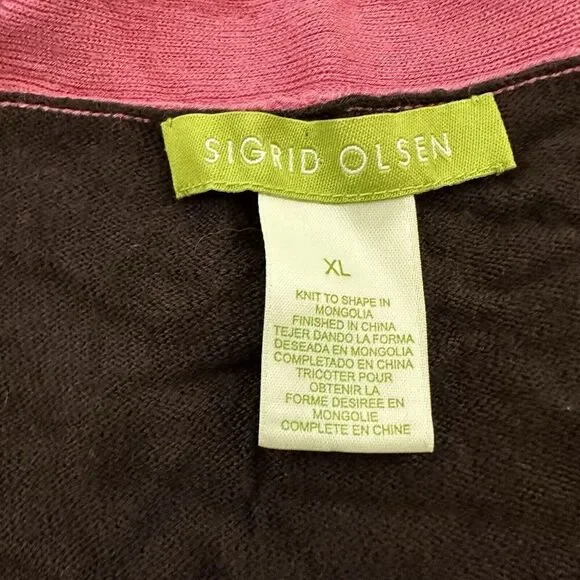 SIGRID OLSEN
XL
KNIT TO SHAPE IN
MONGOLIA
FINISHED IN CHINA
TEJER DANDO LA FORMA
DESEADA EN MONGOLIA
COMPLETADO EN CHINA
TRICOTER POUR
OBTENIR LA
FORME DESIREE EN
MONGOLIE
COMPLETE EN CHINE